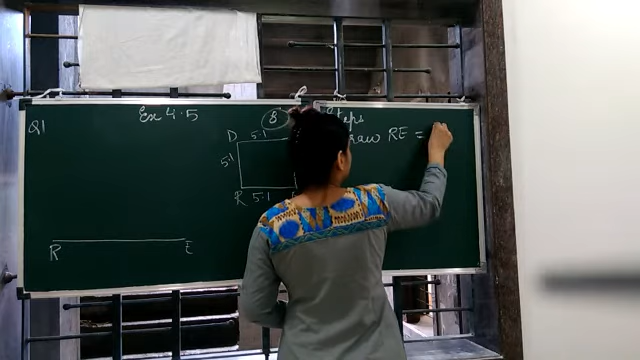 Ex 4.5
Q1
8
Steps
D 5.1
Draw RE =
5.1
R 5.1
R E